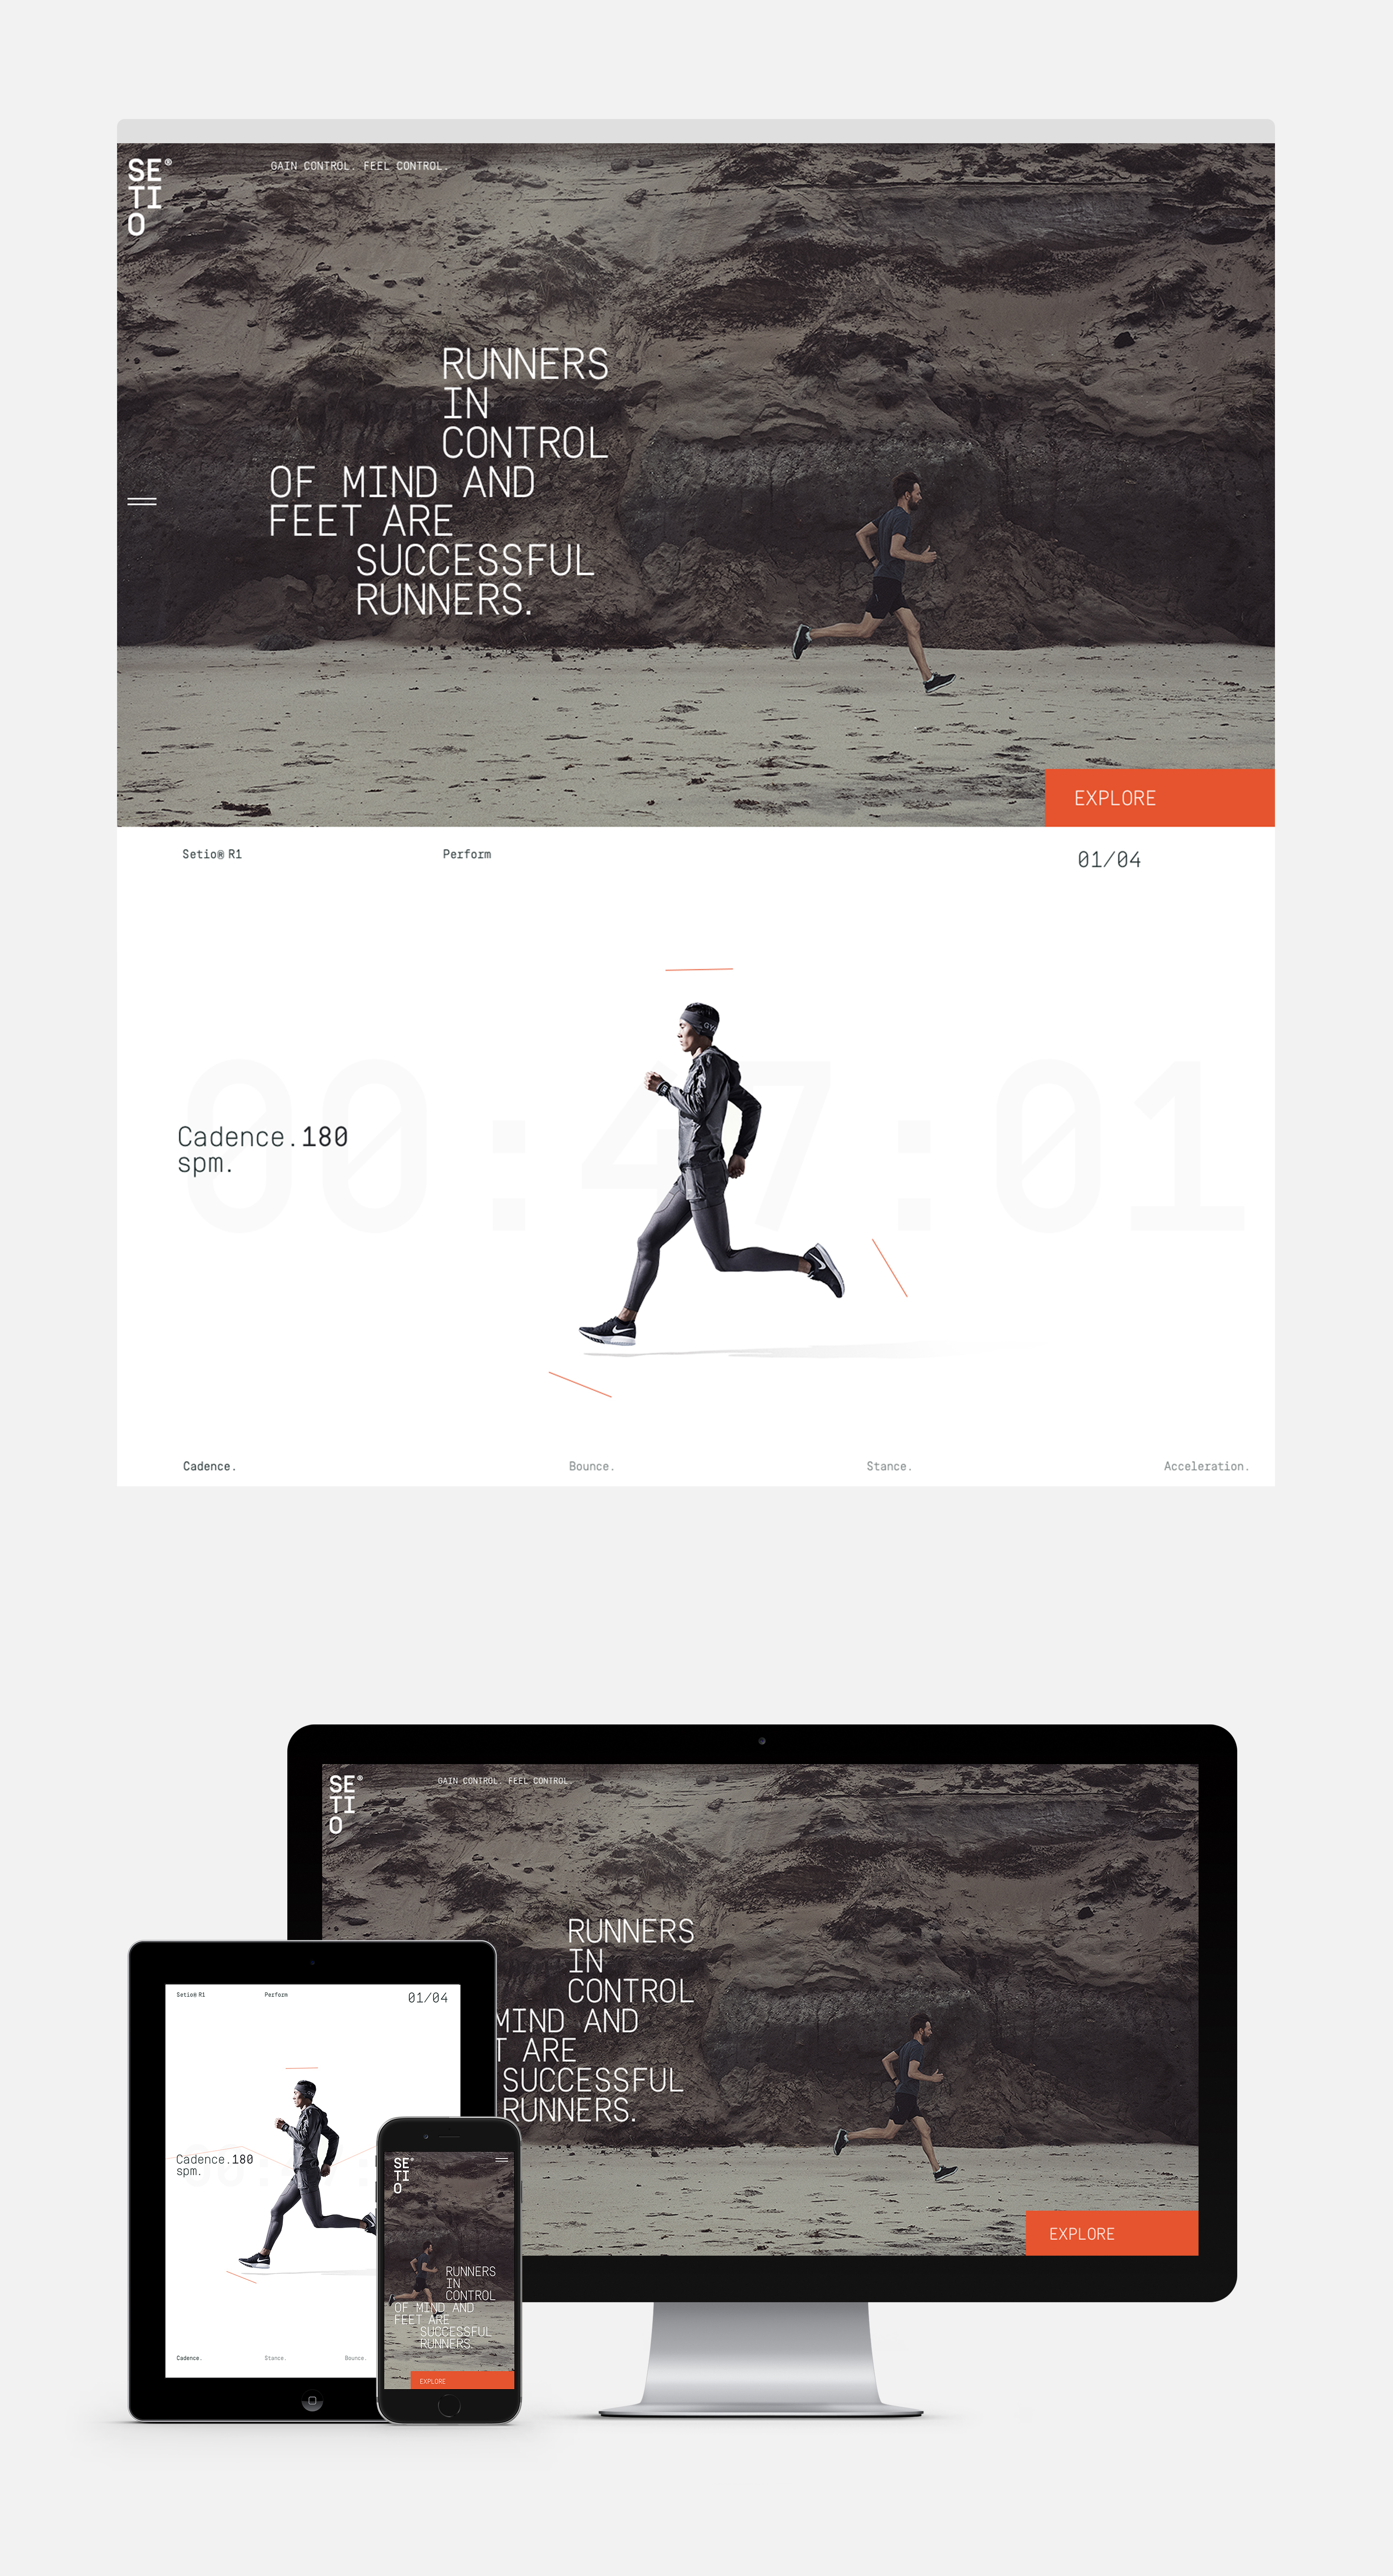 SE®
TI
O
GAIN CONTROL. FEEL CONTROL.
RUNNERS
IN
CONTROL
OF MIND AND
FEET ARE
SUCCESSFUL
RUNNERS.
EXPLORE
Setio® R1
Perform
01/04
00:47:01
Cadence.180
spm.
Cadence.
Bounce.
Stance.
Acceleration.
SE®
TI
O
GAIN CONTROL. FEEL CONTROL.
RUNNERS
IN
CONTROL
MIND AND
T ARE
SUCCESSFUL
RUNNERS.
EXPLORE
Setio® R1
Perform
01/04
Cadence.180
spm.
Cadence.
Stance.
Bounce.
SE®
TI
O
RUNNERS
IN
CONTROL
OF MIND AND
FEET ARE
SUCCESSFUL
RUNNERS.
EXPLORE